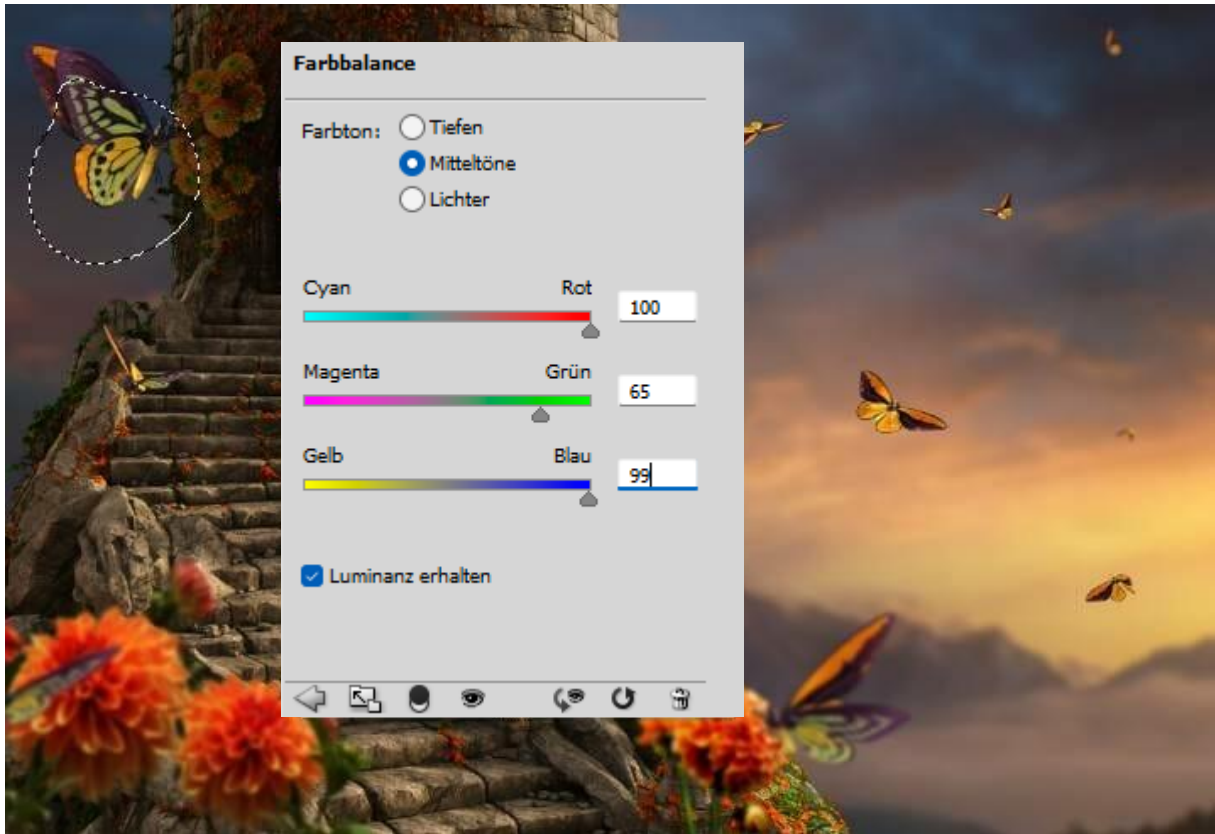 Farbbalance
Farbton: Tiefen
Mitteltöne
Lichter
Cyan Rot 100
Magenta Grün 65
Gelb Blau 99
Luminanz erhalten